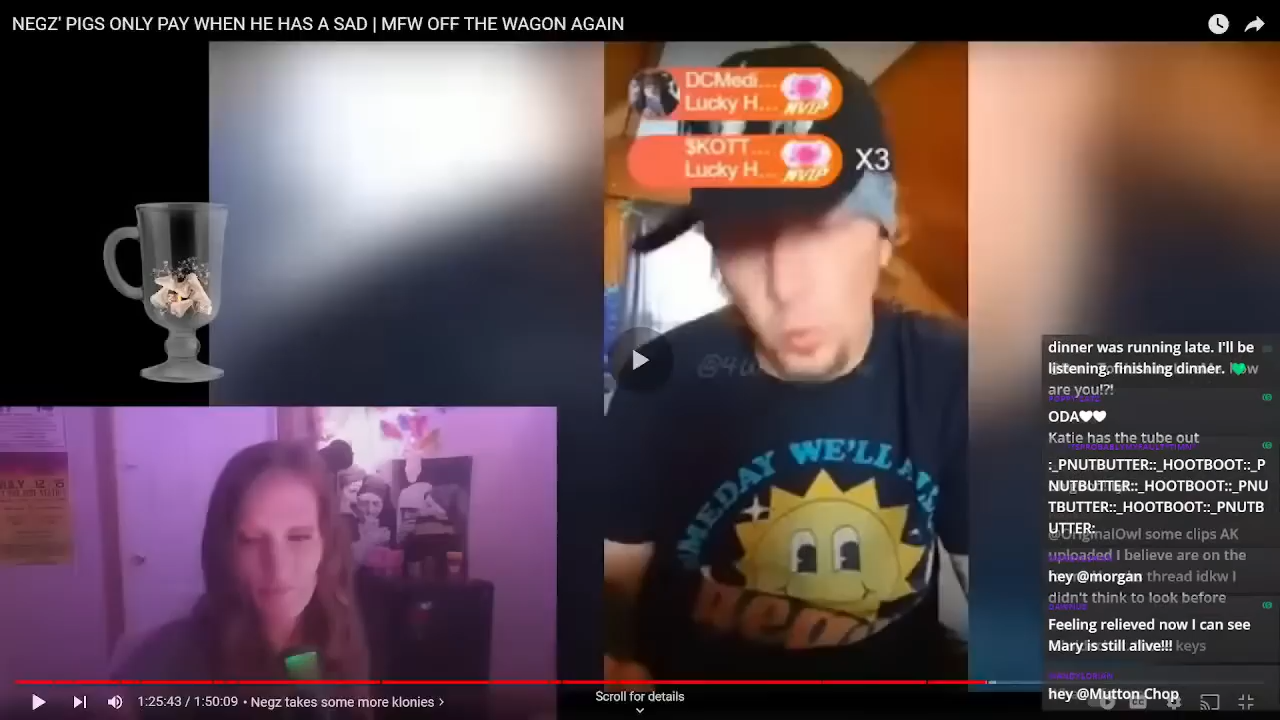 NEGZ' PIGS ONLY PAY WHEN HE HAS A SAD | MFW OFF THE WAGON AGAIN
DCMedi...
Lucky H...
NVIP
$KOTT...
Lucky H...
NVIP
X3
MEDAY WE'LL
dinner was running late. I'll be
listening, finishing dinner. 💚
are you!?!
ODA🤍🤍
Katie has the tube out
:_PNUTBUTTER::_HOOTBOOT::_P
NUTBUTTER::_HOOTBOOT::_PNU
TBUTTER::_HOOTBOOT::_PNUTB
UTTER:
@OriginalOwl some clips AK
uploaded I believe are on the
hey @morgan
thread idkw I
didn't think to look before
Feeling relieved now I can see
Mary is still alive!!!
keys
hey @Mutton Chop
1:25:43 / 1:50:09 • Negz takes some more klonies >
Scroll for details